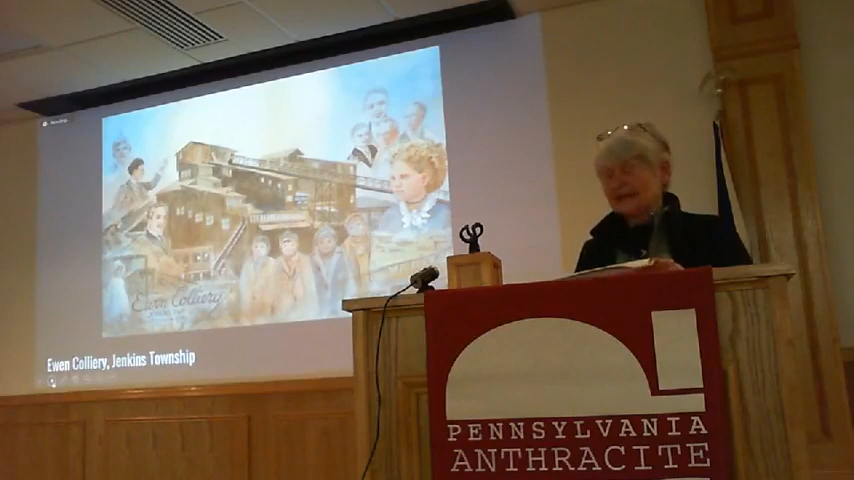 Ewen Colliery
Ewen Colliery, Jenkins Township
PENNSYLVANIA
ANTHRACITE